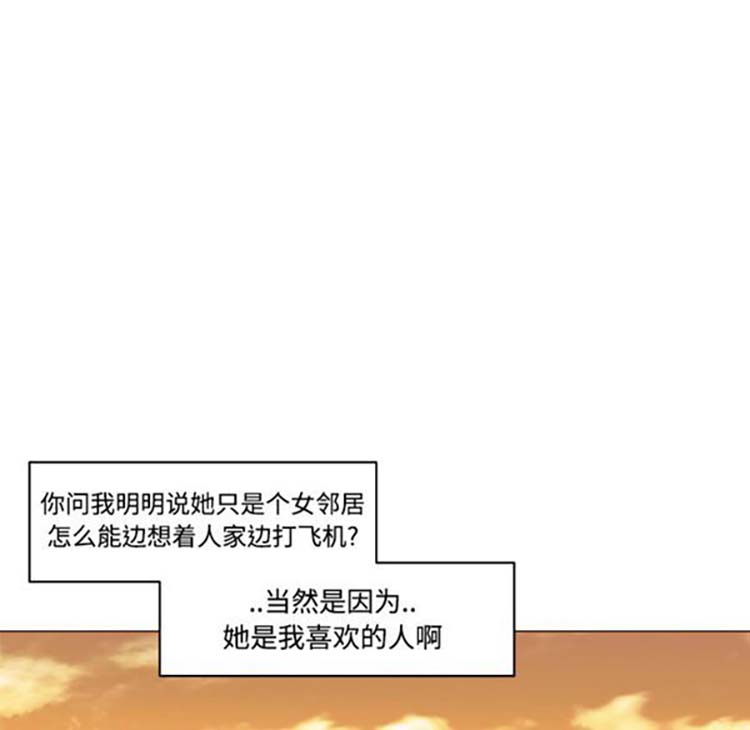 你问我明明说她只是个女邻居
怎么能边想着人家边打飞机?
..当然是因为..
她是我喜欢的人啊